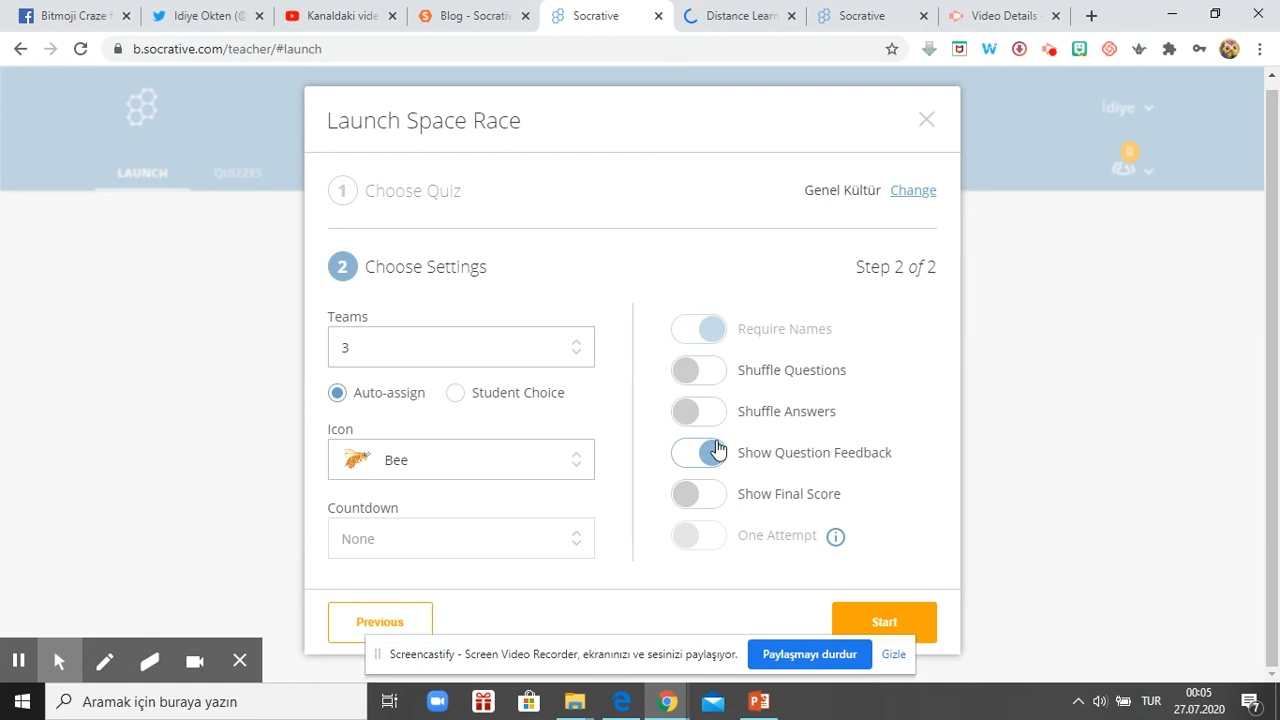 Bitmoji Craze f
Idiye Okten (@
Kanaldaki vide
Blog - Socrativ
Socrative
Distance Learn
Socrative
Video Details -
b.socrative.com/teacher/#launch
İdiye
0
LAUNCH
QUIZZES
Launch Space Race
1 Choose Quiz
Genel Kültür Change
2 Choose Settings
Step 2 of 2
Teams
3
Auto-assign
Student Choice
Icon
Bee
Countdown
None
Require Names
Shuffle Questions
Shuffle Answers
Show Question Feedback
Show Final Score
One Attempt
Previous
Start
Screencastify - Screen Video Recorder, ekranınızı ve sesinizi paylaşıyor.
Paylaşmayı durdur
Gizle
Aramak için buraya yazın
TUR
00:05
27.07.2020
7